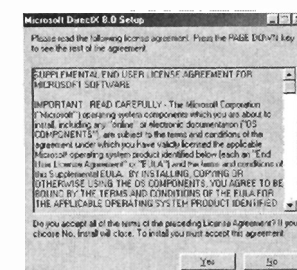 Microsoft DirectX 8.0 Setup
Please read the following license agreement. Press the PAGE DOWN key
to see the rest of the agreement.
SUPPLEMENTAL END USER LICENSE AGREEMENT FOR
MICROSOFT SOFTWARE
IMPORTANT: READ CAREFULLY - The Microsoft Corporation
("Microsoft") operating system components which you are about to
install, including any "online" or electronic documentation ("OS
COMPONENTS"), are subject to the terms and conditions of the
agreement under which you have validly licensed the applicable
Microsoft operating system product identified below (each an "End
User License Agreement" or "EULA") and the terms and conditions of
this Supplemental EULA. BY INSTALLING, COPYING OR
OTHERWISE USING THE OS COMPONENTS, YOU AGREE TO BE
BOUND BY THE TERMS AND CONDITIONS OF THE EULA FOR
THE APPLICABLE OPERATING SYSTEM PRODUCT IDENTIFIED
Do you accept all of the terms of the preceding License Agreement? If you
choose No, Install will close. To install you must accept this agreement
Yes
No